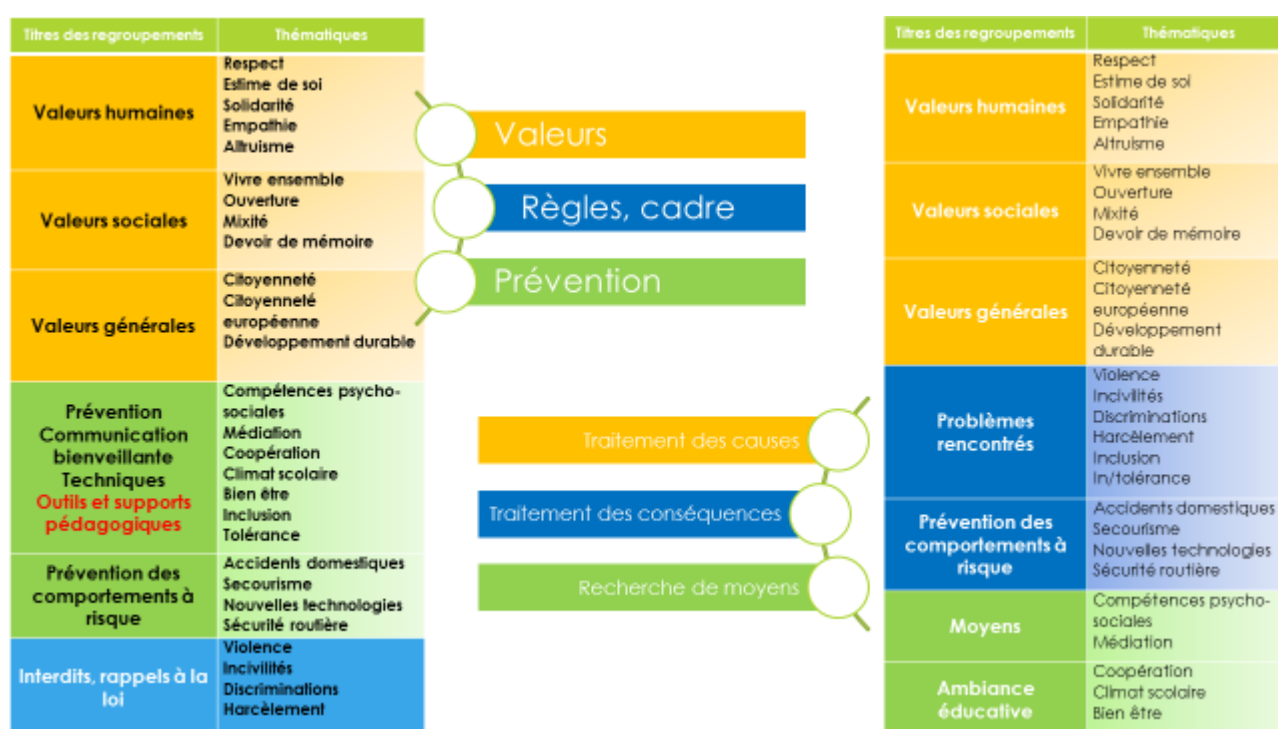 Titres des regroupements Thématiques
Valeurs humaines
Respect
Estime de soi
Solidarité
Empathie
Altruisme
Valeurs sociales
Vivre ensemble
Ouverture
Mixité
Devoir de mémoire
Valeurs générales
Citoyenneté
Citoyenneté
européenne
Développement durable
Prévention
Communication
bienveillante
Techniques
Outils et supports
pédagogiques
Compétences psycho-
sociales
Médiation
Coopération
Climat scolaire
Bien être
Inclusion
Tolérance
Prévention des
comportements à
risque
Accidents domestiques
Secourisme
Nouvelles technologies
Sécurité routière
Interdits, rappels à la
loi
Violence
Incivilités
Discriminations
Harcèlement
Valeurs
Règles, cadre
Prévention
Traitement des causes
Traitement des conséquences
Recherche de moyens
Titres des regroupements Thématiques
Valeurs humaines
Respect
Estime de soi
Solidarité
Empathie
Altruisme
Valeurs sociales
Vivre ensemble
Ouverture
Mixité
Devoir de mémoire
Valeurs générales
Citoyenneté
Citoyenneté
européenne
Développement
durable
Problèmes
rencontrés
Violence
Incivilités
Discriminations
Harcèlement
Inclusion
In/tolérance
Prévention des
comportements à
risque
Accidents domestiques
Secourisme
Nouvelles technologies
Sécurité routière
Moyens
Compétences psycho-
sociales
Médiation
Ambiance
éducative
Coopération
Climat scolaire
Bien être